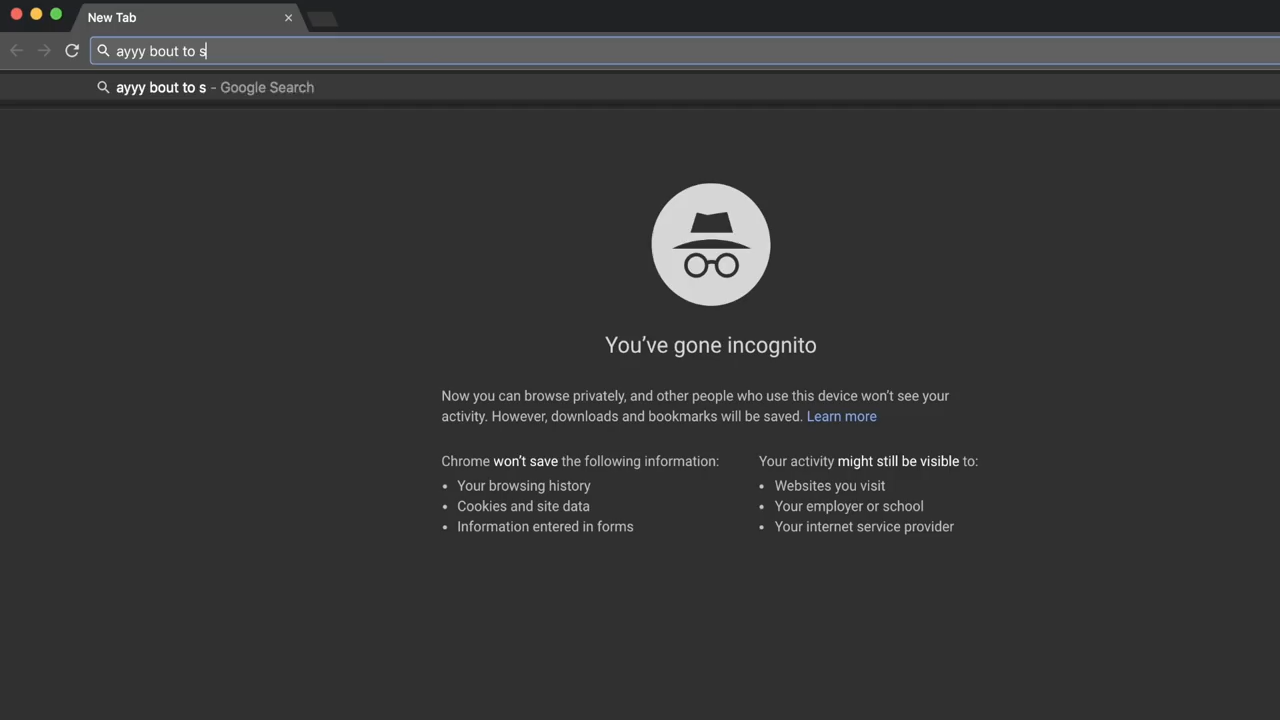 New Tab
ayyy bout to s
ayyy bout to s - Google Search
You've gone incognito
Now you can browse privately, and other people who use this device won't see your
activity. However, downloads and bookmarks will be saved. Learn more
Chrome won't save the following information:
• Your browsing history
• Cookies and site data
• Information entered in forms
Your activity might still be visible to:
• Websites you visit
• Your employer or school
• Your internet service provider